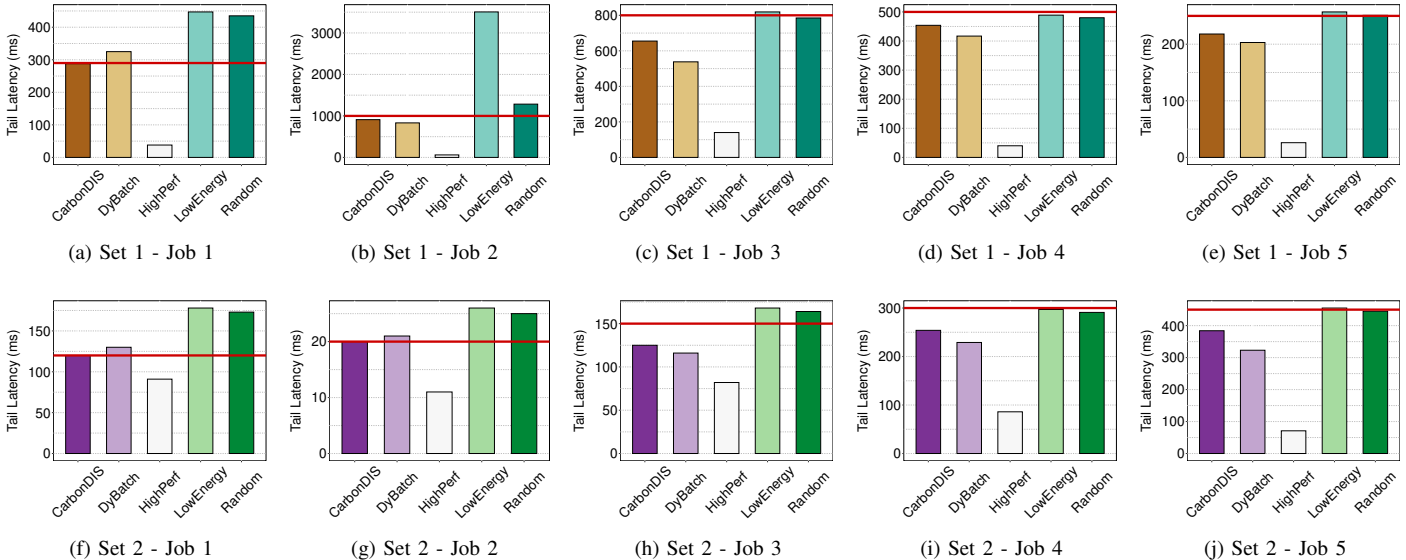 Tail Latency (ms)
400
300
200
100
0
CarbonDIS
DyBatch
HighPerf
LowEnergy
Random
(a) Set 1 - Job 1
Tail Latency (ms)
3000
2000
1000
0
CarbonDIS
DyBatch
HighPerf
LowEnergy
Random
(b) Set 1 - Job 2
Tail Latency (ms)
800
600
400
200
0
CarbonDIS
DyBatch
HighPerf
LowEnergy
Random
(c) Set 1 - Job 3
Tail Latency (ms)
500
400
300
200
100
0
CarbonDIS
DyBatch
HighPerf
LowEnergy
Random
(d) Set 1 - Job 4
Tail Latency (ms)
200
100
0
CarbonDIS
DyBatch
HighPerf
LowEnergy
Random
(e) Set 1 - Job 5
Tail Latency (ms)
150
100
50
0
CarbonDIS
DyBatch
HighPerf
LowEnergy
Random
(f) Set 2 - Job 1
Tail Latency (ms)
20
10
0
CarbonDIS
DyBatch
HighPerf
LowEnergy
Random
(g) Set 2 - Job 2
Tail Latency (ms)
150
100
50
0
CarbonDIS
DyBatch
HighPerf
LowEnergy
Random
(h) Set 2 - Job 3
Tail Latency (ms)
300
200
100
0
CarbonDIS
DyBatch
HighPerf
LowEnergy
Random
(i) Set 2 - Job 4
Tail Latency (ms)
400
300
200
100
0
CarbonDIS
DyBatch
HighPerf
LowEnergy
Random
(j) Set 2 - Job 5